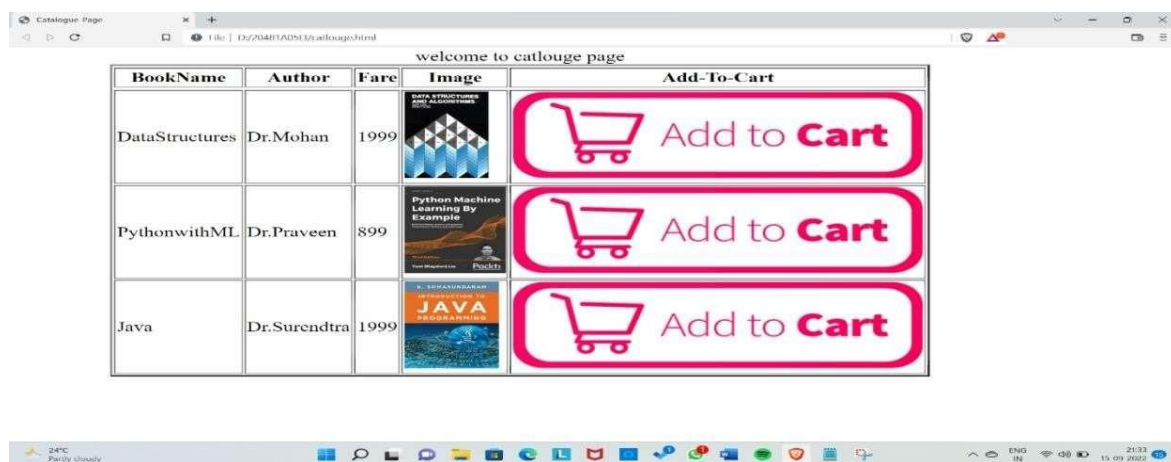 Catalogue Page
File | D:/20481A05H3/catlouge.html
welcome to catlouge page
BookName Author Fare Image Add-To-Cart
DATA STRUCTURES
AND ALGORITHMS
DataStructures Dr.Mohan 1999 Add to Cart
Python Machine
Learning By
Example
PythonwithML Dr.Praveen 899 Add to Cart
Packt
S. SOMASUNDARAM
INTRODUCTION TO
JAVA
PROGRAMMING
Java Dr.Surendtra 1999 Add to Cart
24°C
Partly cloudy
ENG
IN
21:33
15-09-2022